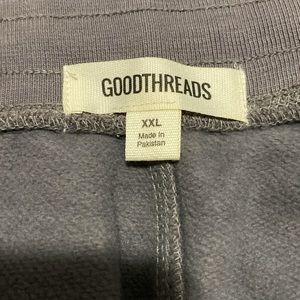 GOODTHREADS
XXL
Made in
Pakistan